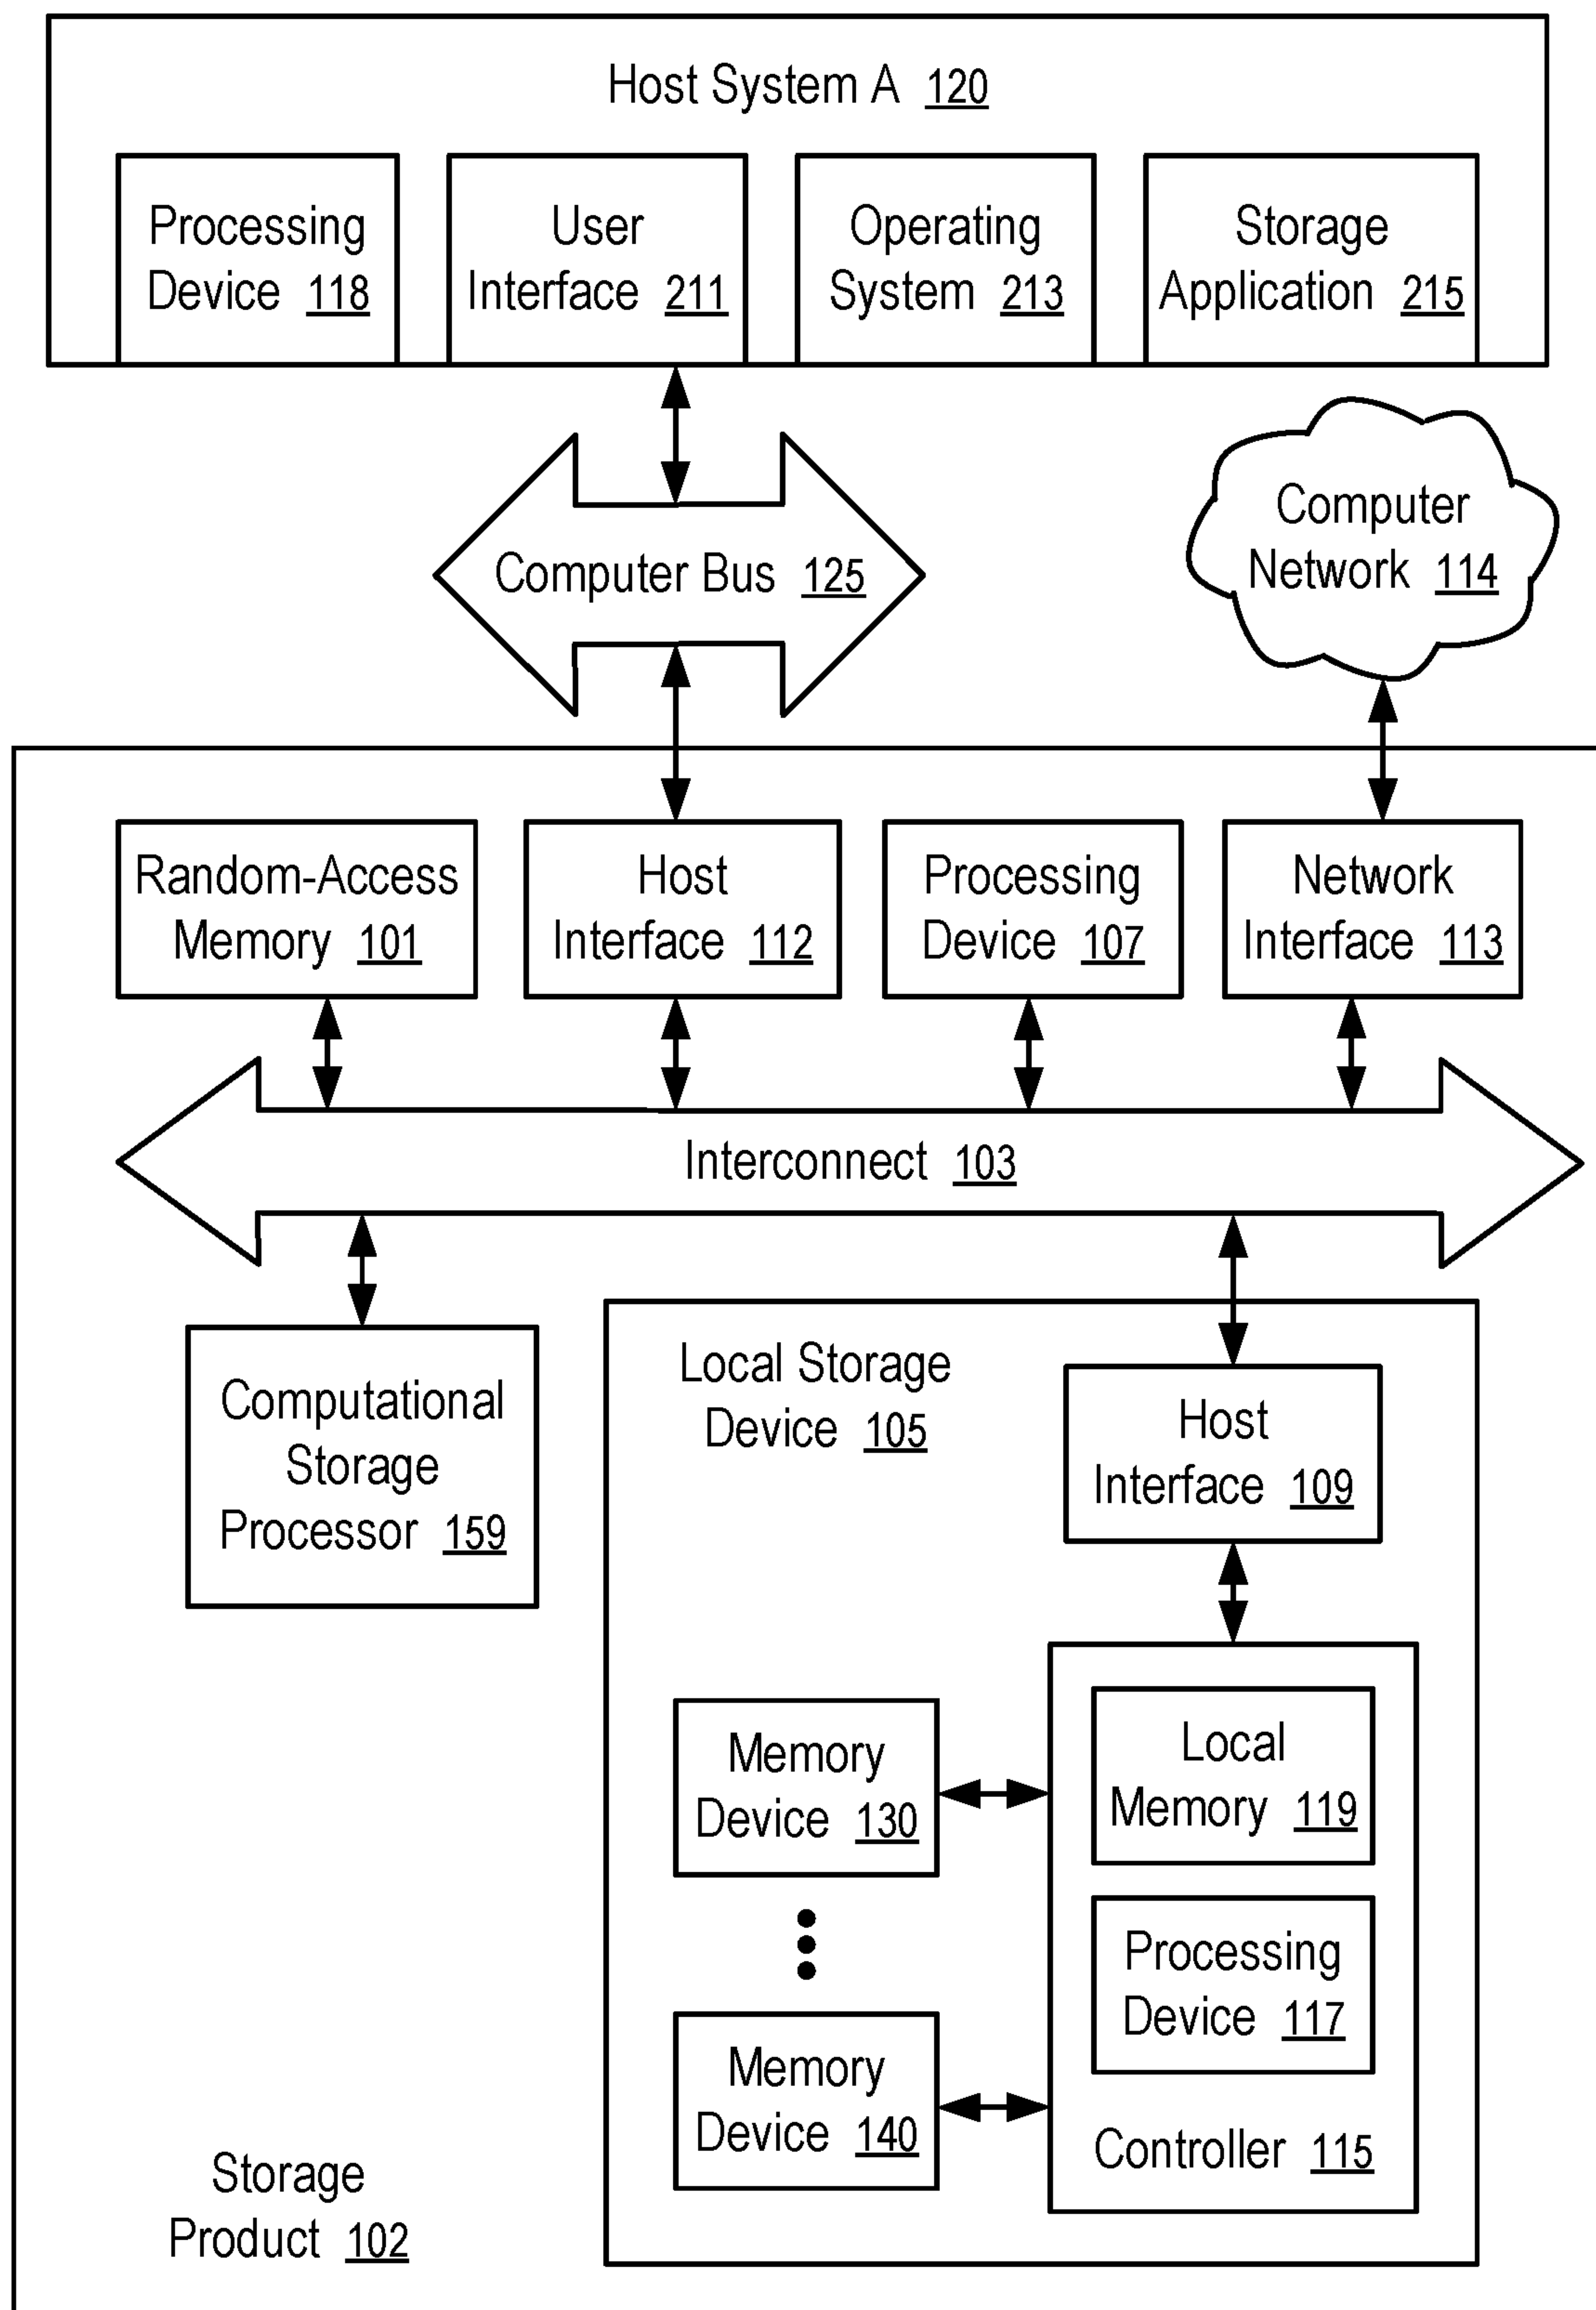 Host System A 120
Processing
Device 118
User
Interface 211
Operating
System 213
Storage
Application 215
Computer Bus 125
Computer
Network 114
Random-Access
Memory 101
Host
Interface 112
Processing
Device 107
Network
Interface 113
Interconnect 103
Computational
Storage
Processor 159
Local Storage
Device 105
Host
Interface 109
Memory
Device 130
Local
Memory 119
Processing
Device 117
Memory
Device 140
Controller 115
Storage
Product 102